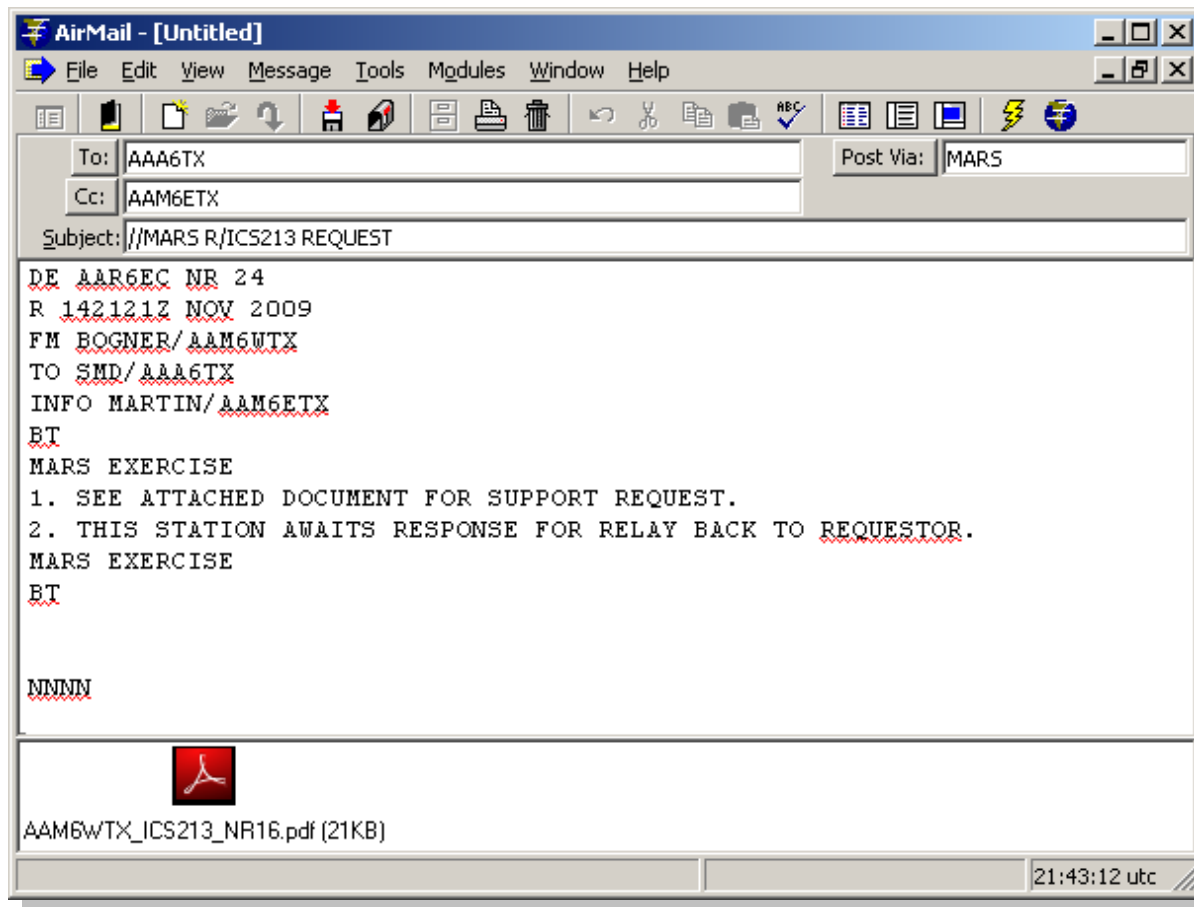 AirMail - [Untitled]
File Edit View Message Tools Modules Window Help
ABC
To: AAA6TX Post Via: MARS
Cc: AAM6ETX
Subject: //MARS R/ICS213 REQUEST
DE AAR6EC NR 24
R 142121Z NOV 2009
FM BOGNER/AAM6WTX
TO SMD/AAA6TX
INFO MARTIN/AAM6ETX
BT
MARS EXERCISE
1. SEE ATTACHED DOCUMENT FOR SUPPORT REQUEST.
2. THIS STATION AWAITS RESPONSE FOR RELAY BACK TO REQUESTOR.
MARS EXERCISE
BT
NNNN
AAM6WTX_ICS213_NR16.pdf (21KB)
21:43:12 utc